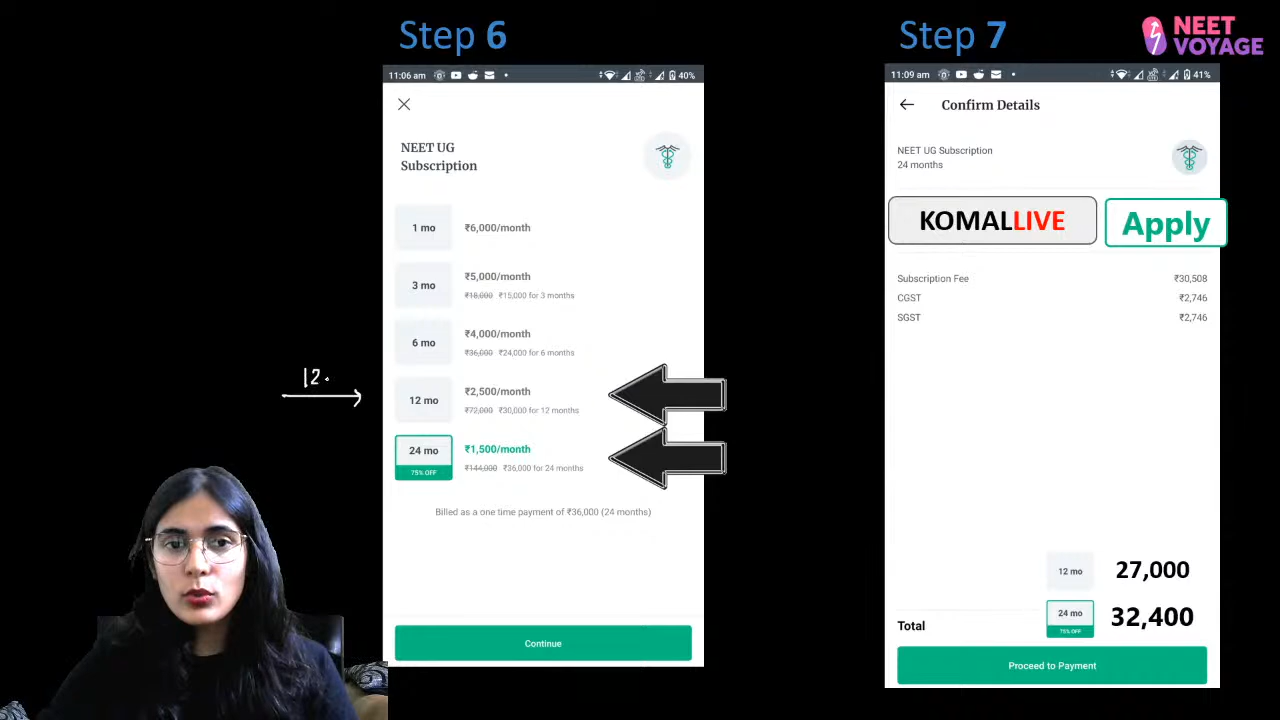 Step 6
Step 7
NEET
VOYAGE
11:06 am
40%
NEET UG
Subscription
1 mo
₹6,000/month
3 mo
₹5,000/month
₹18,000 ₹15,000 for 3 months
6 mo
₹4,000/month
₹36,000 ₹24,000 for 6 months
12.
12 mo
₹2,500/month
₹72,000 ₹30,000 for 12 months
24 mo
75% OFF
₹1,500/month
₹144,000 ₹36,000 for 24 months
Billed as a one time payment of ₹36,000 (24 months)
Continue
11:09 am
41%
Confirm Details
NEET UG Subscription
24 months
KOMALLIVE
Apply
Subscription Fee ₹30,508
CGST ₹2,746
SGST ₹2,746
12 mo 27,000
Total
24 mo 32,400
75% OFF
Proceed to Payment